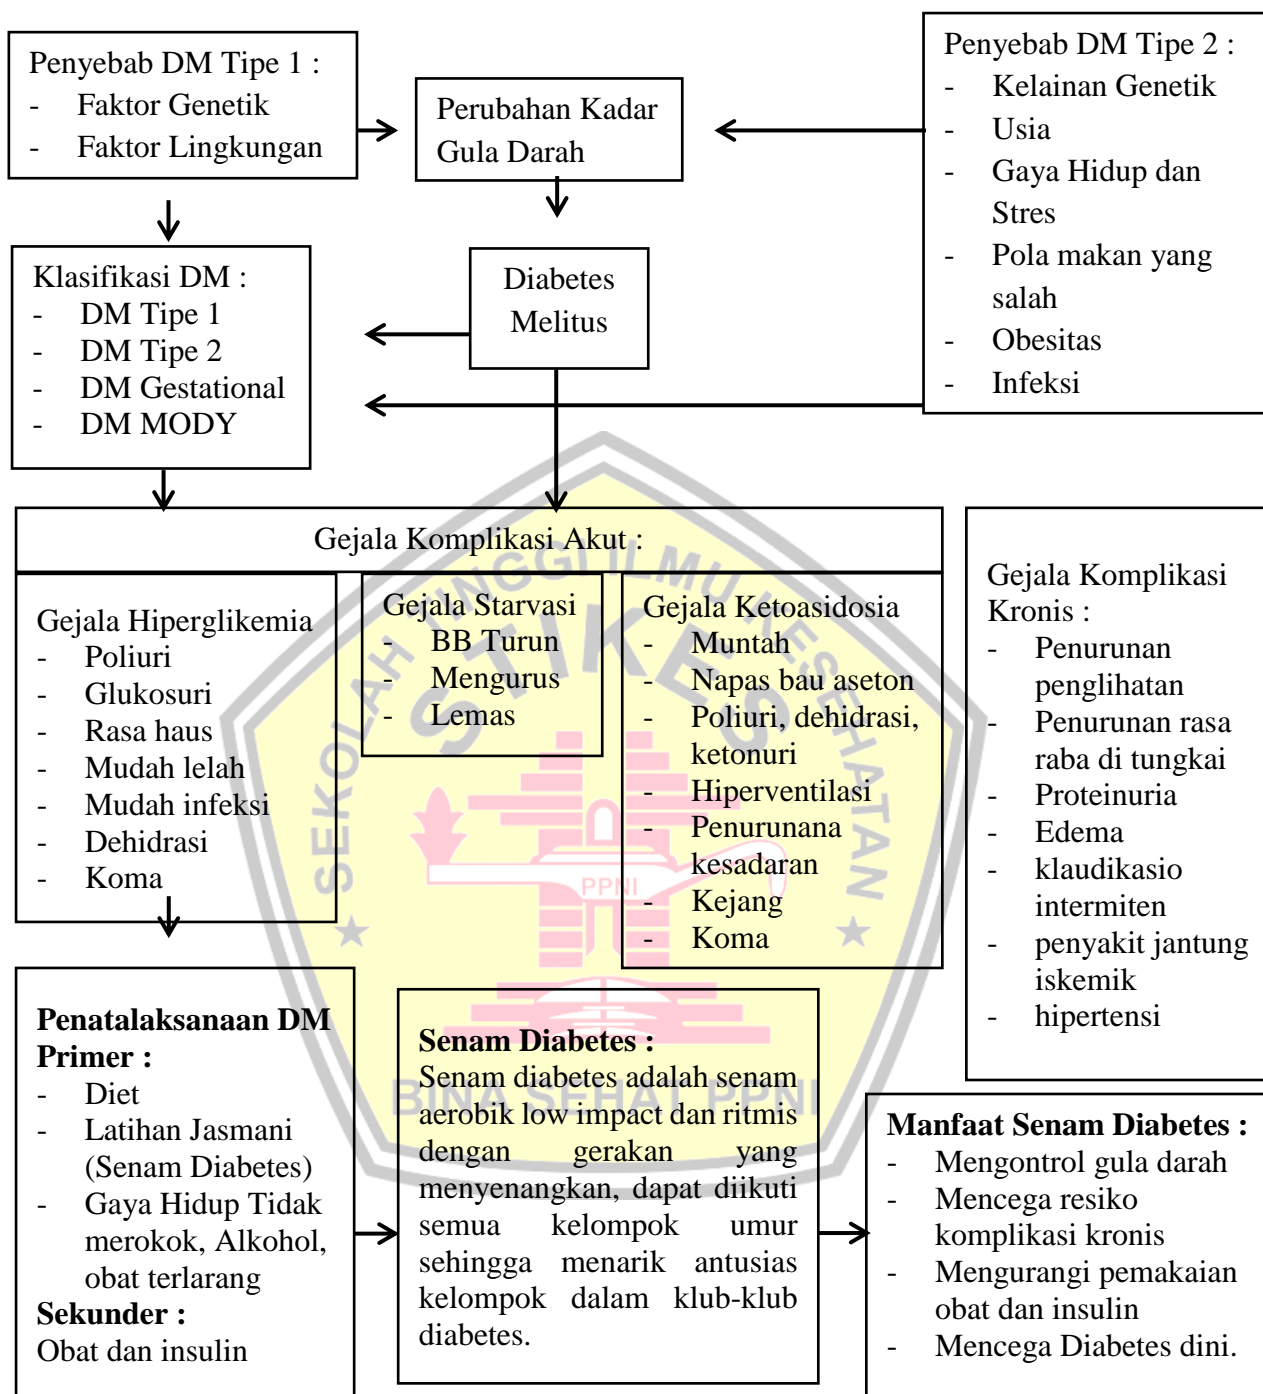 Penyebab DM Tipe 1 :
- Faktor Genetik
- Faktor Lingkungan
Perubahan Kadar
Gula Darah
Penyebab DM Tipe 2 :
- Kelainan Genetik
- Usia
- Gaya Hidup dan
Stres
- Pola makan yang
salah
- Obesitas
- Infeksi
Klasifikasi DM :
- DM Tipe 1
- DM Tipe 2
- DM Gestational
- DM MODY
Diabetes
Melitus
Gejala Komplikasi Akut :
Gejala Hiperglikemia
- Poliuri
- Glukosuri
- Rasa haus
- Mudah lelah
- Mudah infeksi
- Dehidrasi
- Koma
Gejala Starvasi
- BB Turun
- Mengurus
- Lemas
Gejala Ketoasidosia
- Muntah
- Napas bau aseton
- Poliuri, dehidrasi,
ketonuri
- Hiperventilasi
- Penurunana
kesadaran
- Kejang
- Koma
Gejala Komplikasi
Kronis :
- Penurunan
penglihatan
- Penurunan rasa
raba di tungkai
- Proteinuria
- Edema
- klaudikasio
intermiten
- penyakit jantung
iskemik
- hipertensi
Penatalaksanaan DM
Primer :
- Diet
- Latihan Jasmani
(Senam Diabetes)
- Gaya Hidup Tidak
merokok, Alkohol,
obat terlarang
Sekunder :
Obat dan insulin
Senam Diabetes :
Senam diabetes adalah senam
aerobik low impact dan ritmis
dengan gerakan yang
menyenangkan, dapat diikuti
semua kelompok umur
sehingga menarik antusias
kelompok dalam klub-klub
diabetes.
Manfaat Senam Diabetes :
- Mengontrol gula darah
- Mencega resiko
komplikasi kronis
- Mengurangi pemakaian
obat dan insulin
- Mencega Diabetes dini.
SEKOLAH TINGGI ILMU KESEHATAN
STIKES
PPNI
BINA SEHAT PPNI